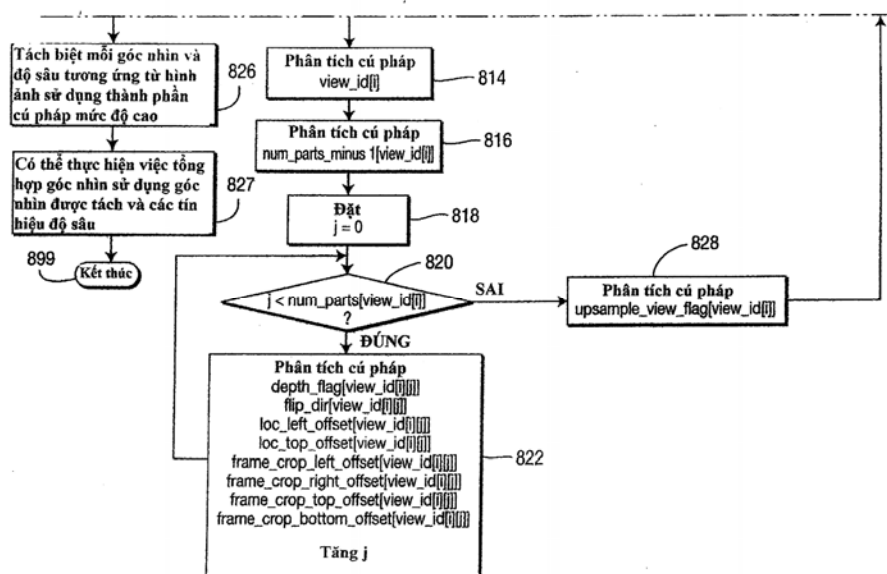 Tách biệt mỗi góc nhìn và
độ sâu tương ứng từ hình
ảnh sử dụng thành phần
cú pháp mức độ cao
826
Có thể thực hiện việc tổng
hợp góc nhìn sử dụng góc
nhìn được tách và các tín
hiệu độ sâu
827
899
Kết thúc
Phân tích cú pháp
view_id[i]
814
Phân tích cú pháp
num_parts_minus 1[view_id[i]]
816
Đặt
j = 0
818
820
j < num_parts[view_id[i]]
?
SAI
ĐÚNG
828
Phân tích cú pháp
upsample_view_flag[view_id[i]]
Phân tích cú pháp
depth_flag[view_id[i][j]]
flip_dir[view_id[i][j]]
loc_left_offset[view_id[i][j]]
loc_top_offset[view_id[i][j]]
frame_crop_left_offset[view_id[i][j]]
frame_crop_right_offset[view_id[i][j]]
frame_crop_top_offset[view_id[i][j]]
frame_crop_bottom_offset[view_id[i][j]]
Tăng j
822